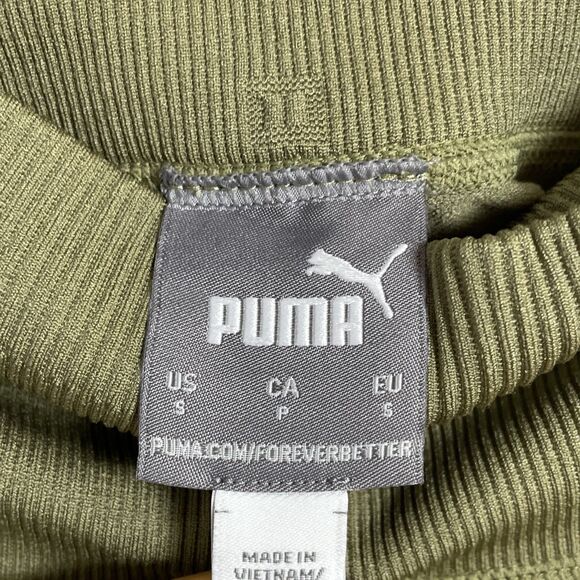 PUMA
US CA EU
S P S
PUMA.COM/FOREVERBETTER
MADE IN
VIETNAM/